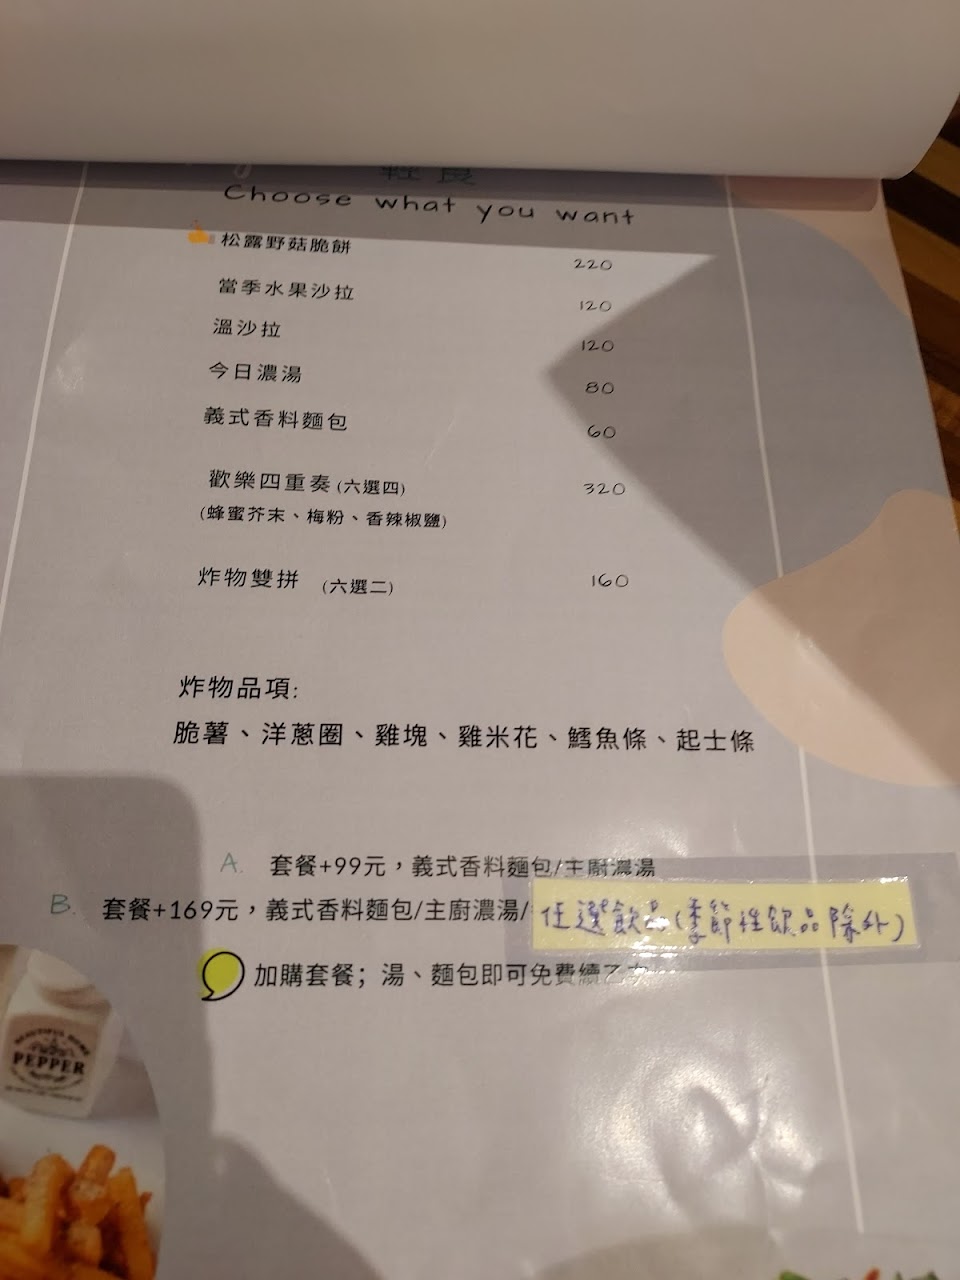 輕食
Choose what you want
松露野菇脆餅 220
當季水果沙拉 120
溫沙拉 120
今日濃湯 80
義式香料麵包 60
歡樂四重奏(六選四) 320
(蜂蜜芥末、梅粉、香辣椒鹽)
炸物雙拼 (六選二) 160
炸物品項:
脆薯、洋蔥圈、雞塊、雞米花、鱈魚條、起士條
A. 套餐+99元，義式香料麵包/主廚濃湯
B. 套餐+169元，義式香料麵包/主廚濃湯/任選飲品(季節性飲品除外)
加購套餐；湯、麵包即可免費續乙次
PEPPER